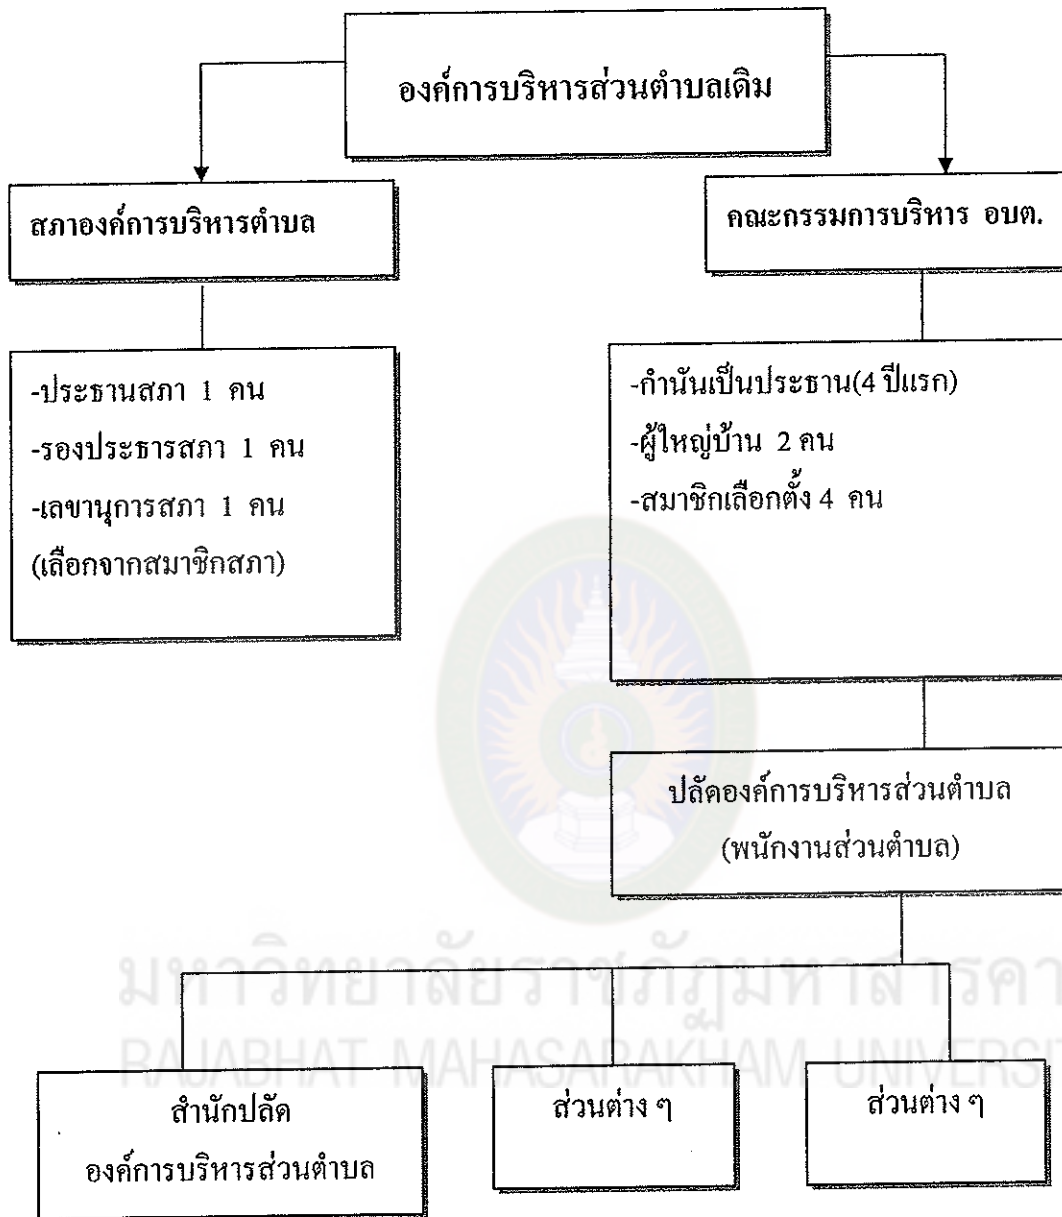 องค์การบริหารส่วนตำบลเดิม
สภาองค์การบริหารตำบล
คณะกรรมการบริหาร อบต.
-ประธานสภา 1 คน
-รองประธารสภา 1 คน
-เลขานุการสภา 1 คน
(เลือกจากสมาชิกสภา)
-กำนันเป็นประธาน(4 ปีแรก)
-ผู้ใหญ่บ้าน 2 คน
-สมาชิกเลือกตั้ง 4 คน
ปลัดองค์การบริหารส่วนตำบล
(พนักงานส่วนตำบล)
มหาวิทยาลัยราชภัฏมหาสารคา
RAJABHAT MAHASARAKHAM UNIVERSIT
สำนักปลัด
องค์การบริหารส่วนตำบล
ส่วนต่าง ๆ
ส่วนต่าง ๆ